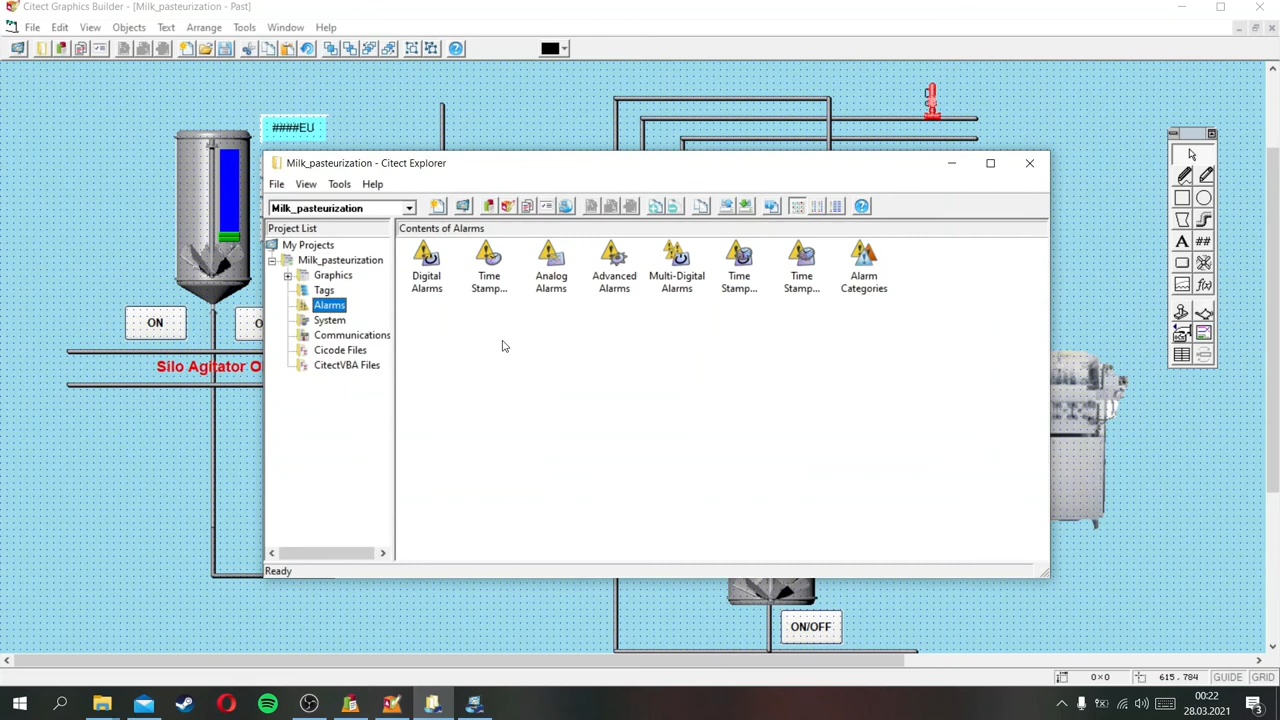 Citect Graphics Builder - [Milk_pasteurization - Past]
File Edit View Objects Text Arrange Tools Window Help
####EU
Milk_pasteurization - Citect Explorer
File View Tools Help
Milk_pasteurization
Project List
Contents of Alarms
My Projects
Milk_pasteurization
Graphics
Tags
Alarms
System
Communications
Cicode Files
CitectVBA Files
Digital Alarms
Time Stamp...
Analog Alarms
Advanced Alarms
Multi-Digital Alarms
Time Stamp...
Time Stamp...
Alarm Categories
ON
O
Silo Agitator O
Ready
ON/OFF
A
##
f(x)
0×0
615, 784
GUIDE
GRID
00:22
28.03.2021
3